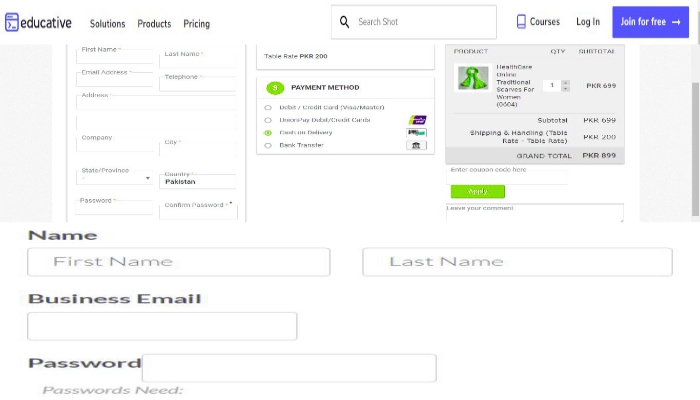 educative
Solutions
Products
Pricing
Search Shot
Courses
Log In
Join for free →
First Name *
Last Name *
Email Address *
Telephone *
Address *
Company
City *
State/Province
Country *
Pakistan
Password *
Confirm Password *
Table Rate PKR 200
PAYMENT METHOD
Debit / Credit Card (Visa/Master)
UnionPay Debit/Credit Cards
Cash on Delivery
Bank Transfer
PRODUCT QTY SUBTOTAL
HealthCare
Online
Traditional
Scarves For
Women
(0604)
1
PKR 699
Subtotal PKR 699
Shipping & Handling (Table
Rate - Table Rate)
PKR 200
GRAND TOTAL PKR 899
Enter coupon code here
Apply
Leave your comment
Name
First Name
Last Name
Business Email
Password
Passwords Need: